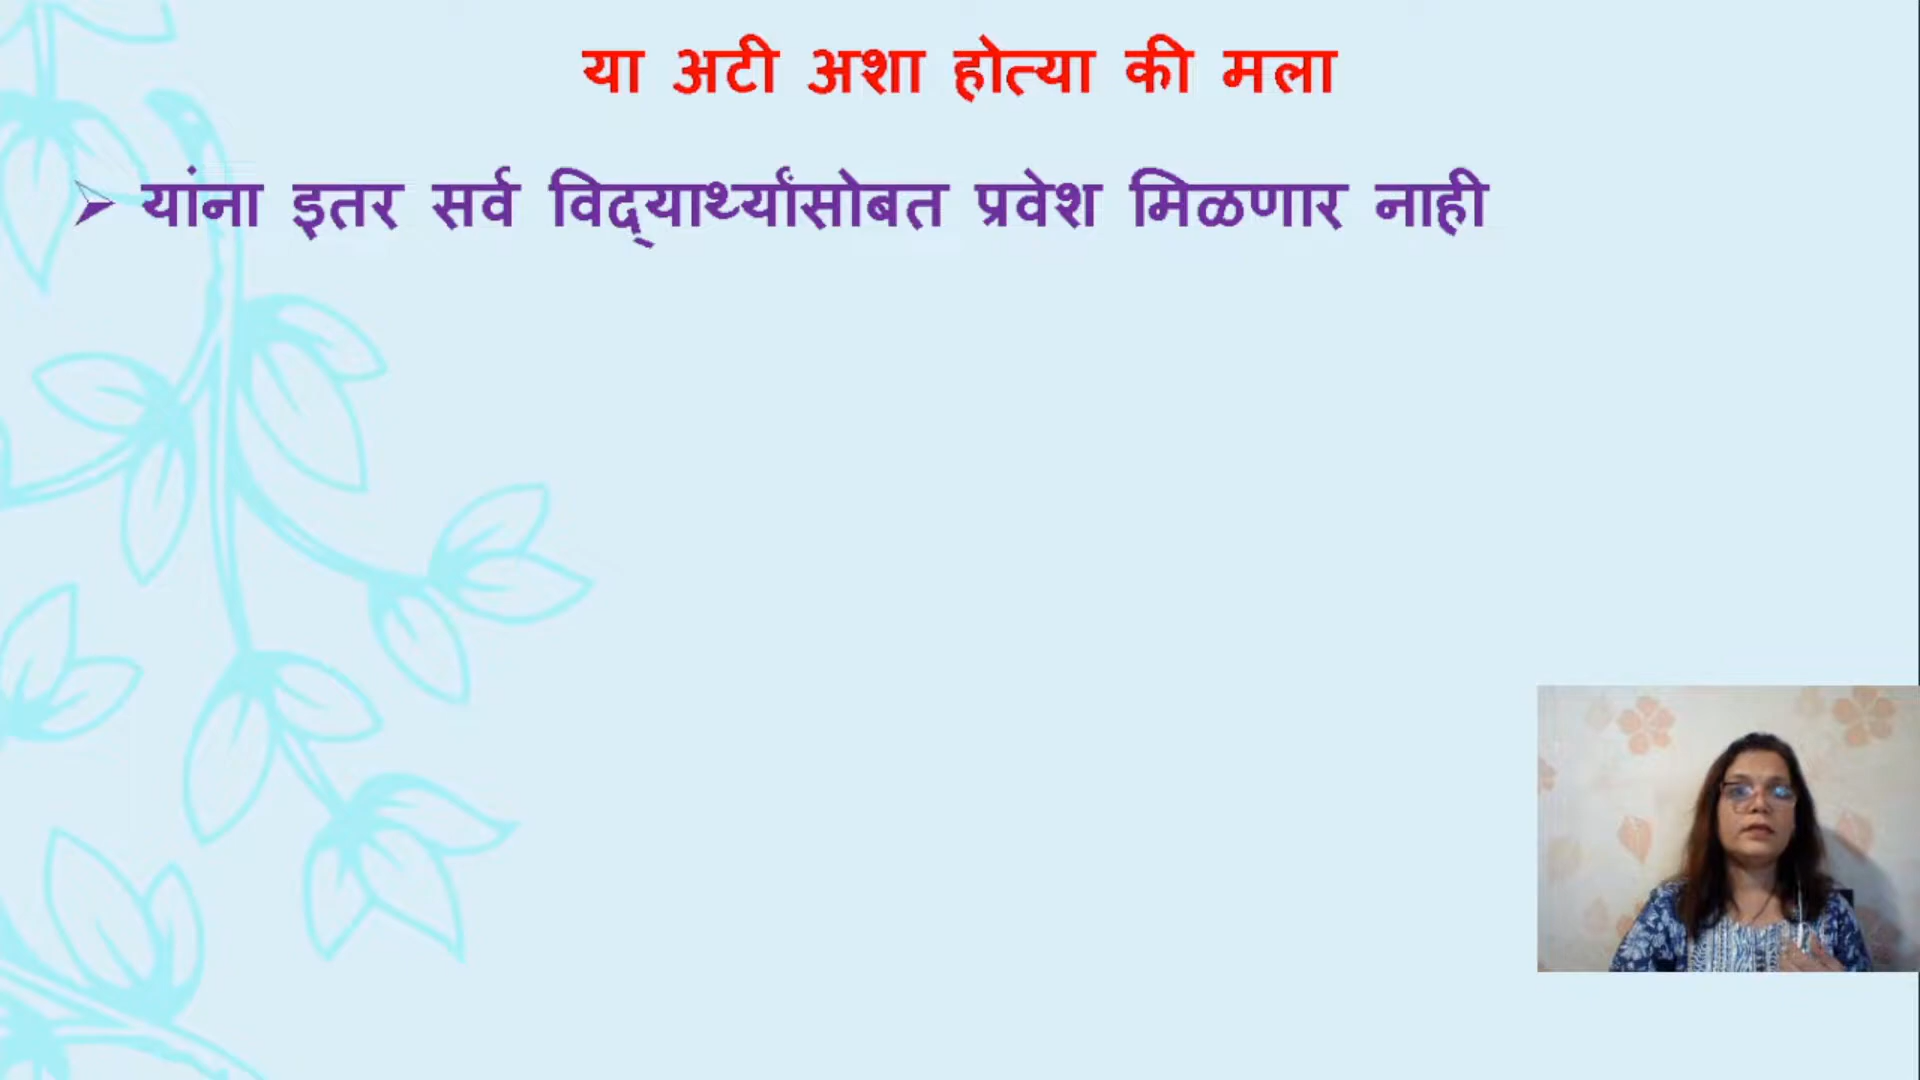 या अटी अशा होत्या की मला
यांना इतर सर्व विद्‌यार्थ्यांसोबत प्रवेश मिळणार नाही